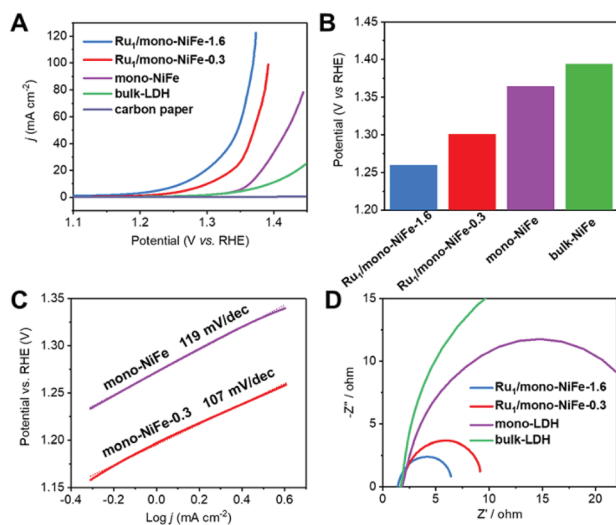 A
Ru₁/mono-NiFe-1.6
Ru₁/mono-NiFe-0.3
mono-NiFe
bulk-LDH
carbon paper
j (mA cm⁻²)
120
100
80
60
40
20
0
1.1
1.2
1.3
1.4
Potential (V vs. RHE)
B
Potential (V vs RHE)
1.45
1.40
1.35
1.30
1.25
1.20
Ru₁/mono-NiFe-1.6
Ru₁/mono-NiFe-0.3
mono-NiFe
bulk-NiFe
C
Potential vs. RHE (V)
1.35
1.30
1.25
1.20
1.15
mono-NiFe 119 mV/dec
mono-NiFe-0.3 107 mV/dec
-0.4
-0.2
0.0
0.2
0.4
0.6
0.8
Log j (mA cm⁻²)
D
-Z'' / ohm
15
10
5
0
Ru₁/mono-NiFe-1.6
Ru₁/mono-NiFe-0.3
mono-LDH
bulk-LDH
0
5
10
15
20
Z' / ohm